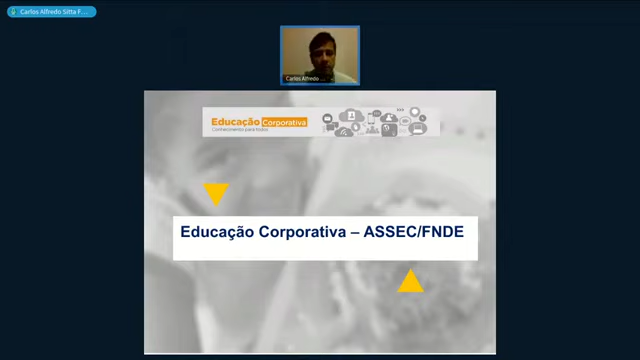 Carlos Alfredo Sitta F...
Carlos Alfredo ...
Educação Corporativa
Conhecimento para todos
Educação Corporativa – ASSEC/FNDE